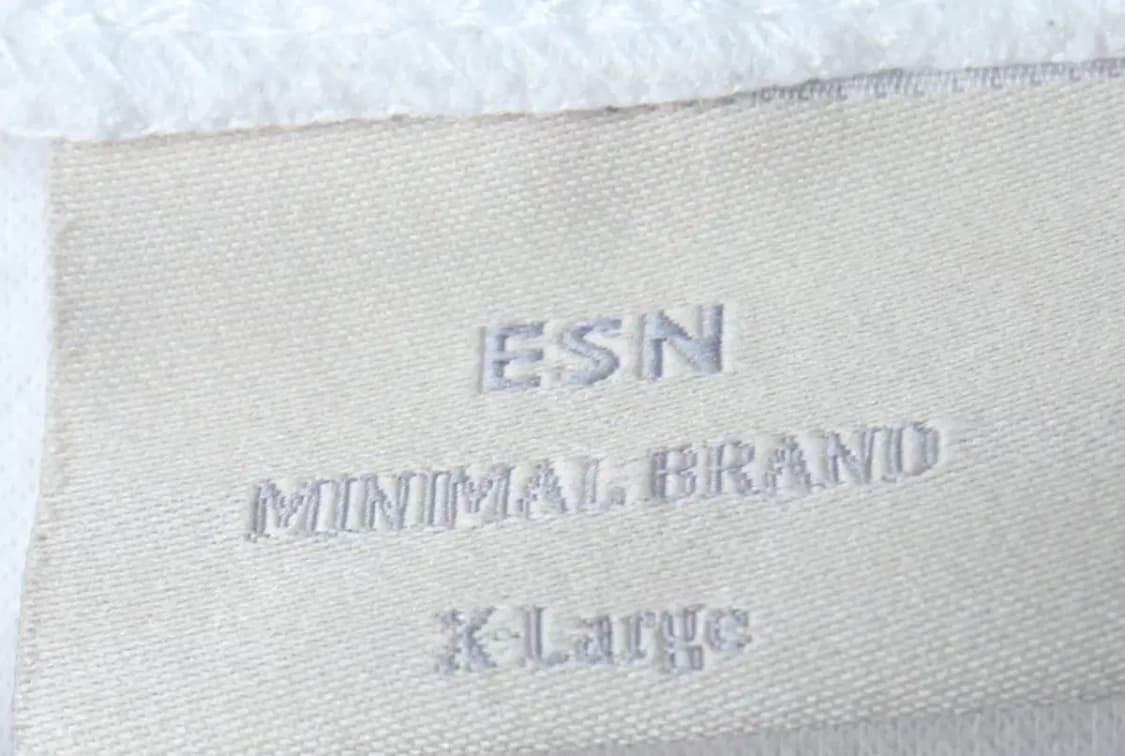 ESN
MINIMAL BRAND
X-Large